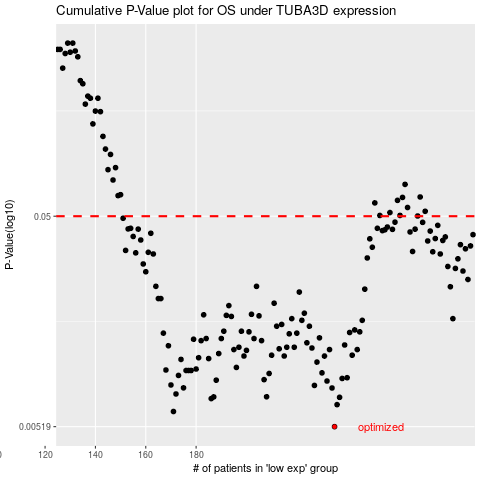 Cumulative P-Value plot for OS under TUBA3D expression
P-Value(log10)
0.05
0.00519
optimized
0 120 140 160 180
# of patients in 'low exp' group